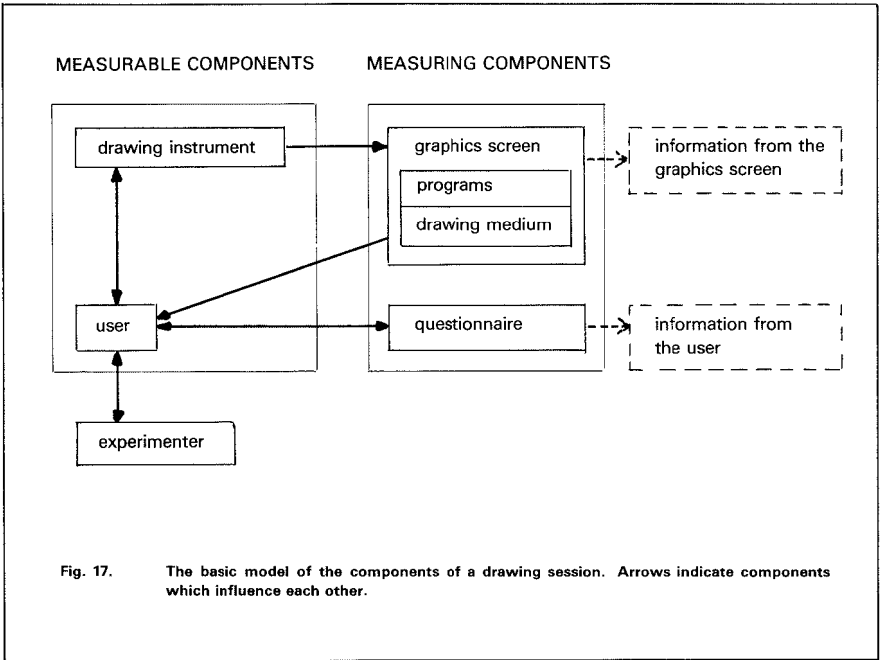 MEASURABLE COMPONENTS
MEASURING COMPONENTS
drawing instrument
graphics screen
programs
drawing medium
information from the
graphics screen
user
questionnaire
information from
the user
experimenter
Fig. 17. The basic model of the components of a drawing session. Arrows indicate components
which influence each other.